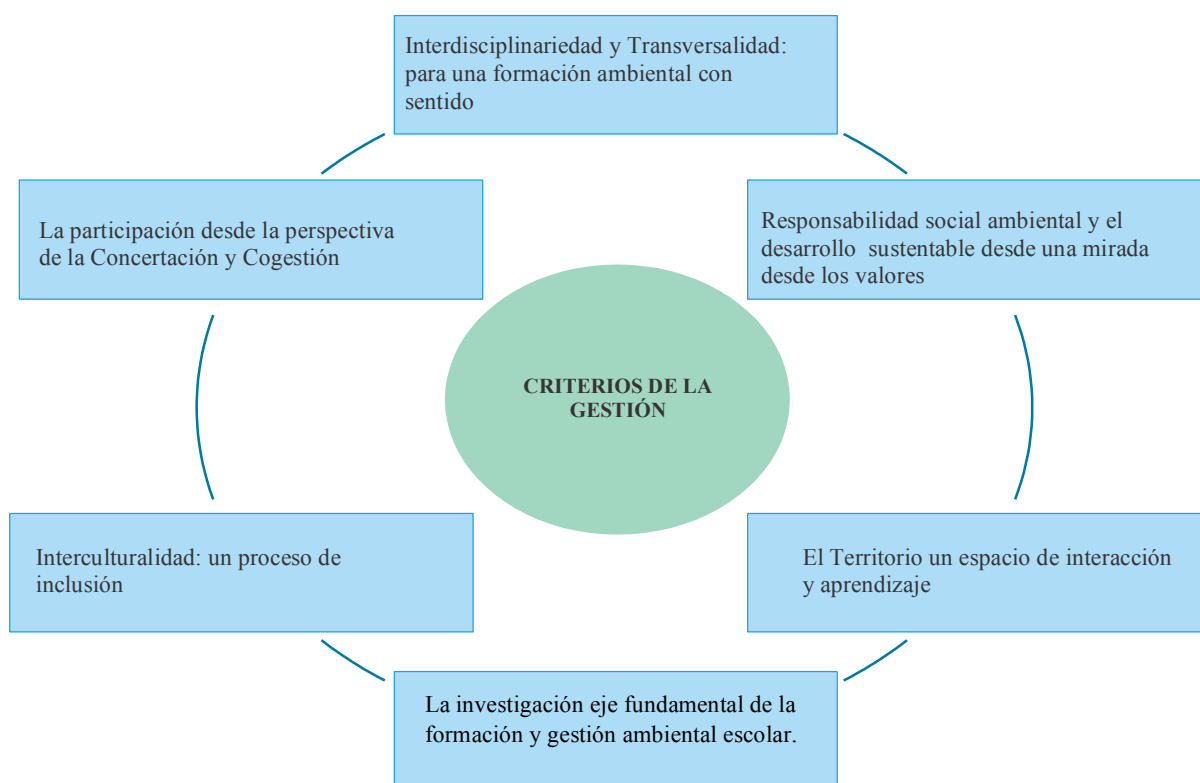 Interdisciplinariedad y Transversalidad:
para una formación ambiental con
sentido
La participación desde la perspectiva
de la Concertación y Cogestión
Responsabilidad social ambiental y el
desarrollo sustentable desde una mirada
desde los valores
CRITERIOS DE LA
GESTIÓN
Interculturalidad: un proceso de
inclusión
El Territorio un espacio de interacción
y aprendizaje
La investigación eje fundamental de la
formación y gestión ambiental escolar.